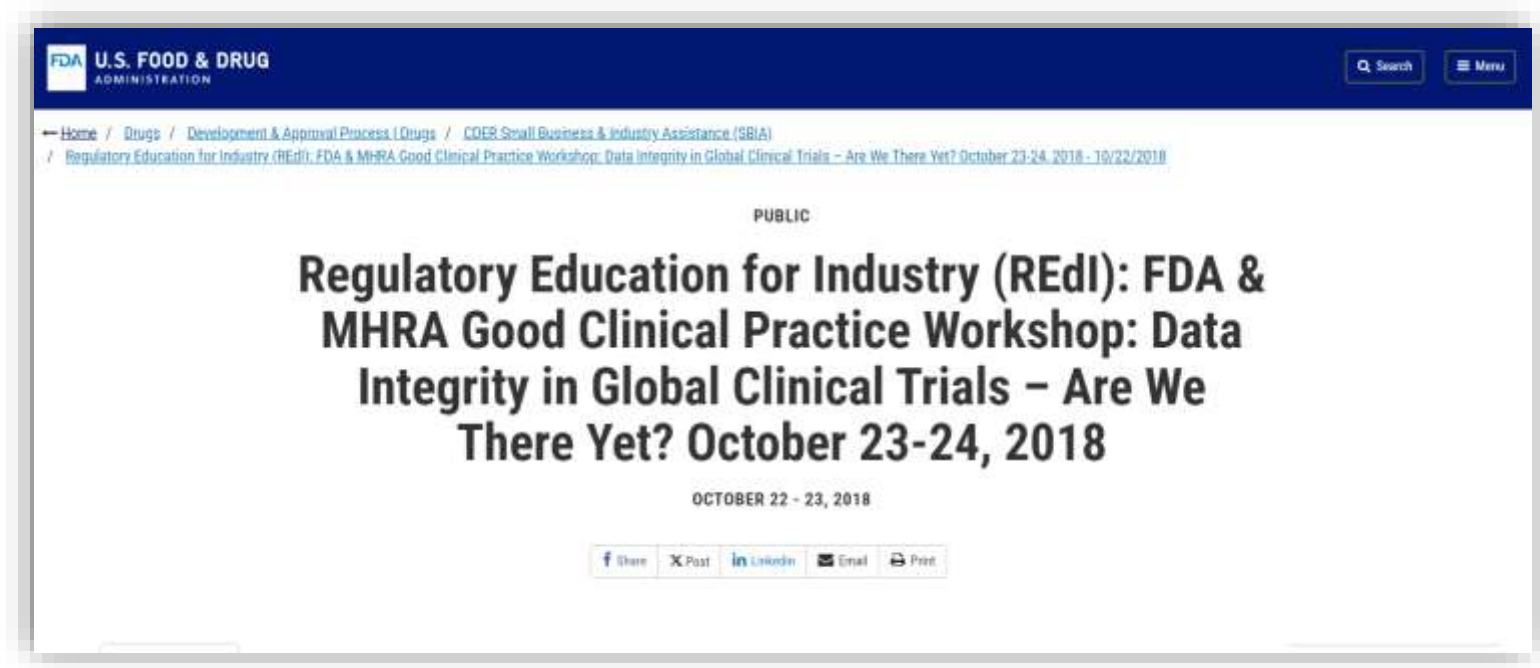 FDA U.S. FOOD & DRUG
ADMINISTRATION
Search Menu
Home / Drugs / Development & Approval Process | Drugs / CDER Small Business & Industry Assistance (SBIA)
/ Regulatory Education for Industry (REdI): FDA & MHRA Good Clinical Practice Workshop: Data Integrity in Global Clinical Trials – Are We There Yet? October 23-24, 2018 - 10/22/2018
PUBLIC
Regulatory Education for Industry (REdI): FDA &
MHRA Good Clinical Practice Workshop: Data
Integrity in Global Clinical Trials – Are We
There Yet? October 23-24, 2018
OCTOBER 22 - 23, 2018
f Share X Post in Linkedin Email Print